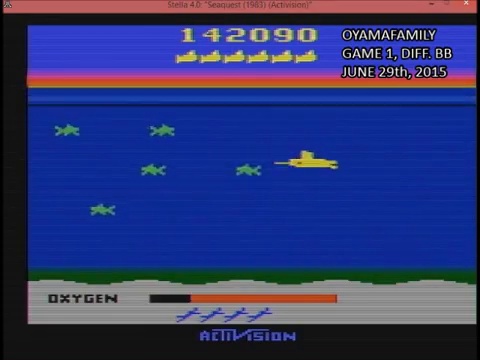 Stella 4.0: "Seaquest (1983) (Activision)"
142090
OYAMAFAMILY
GAME 1, DIFF. BB
JUNE 29th, 2015
OXYGEN
ACTIVISION